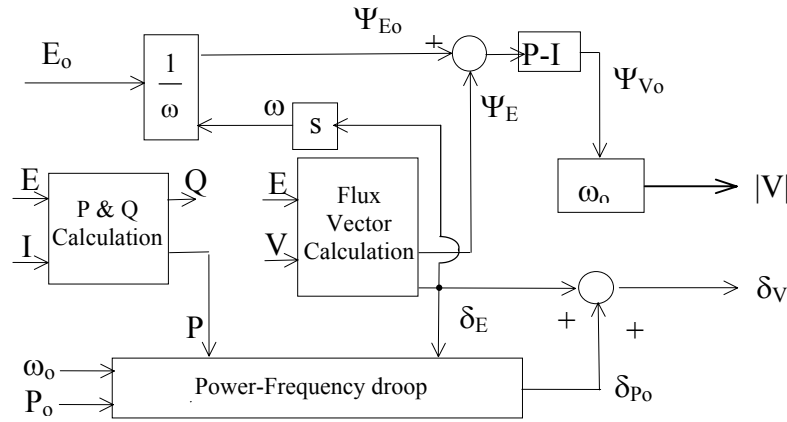 Ψ_Eo
E_o
1
ω
+
P-I
Ψ_Vo
Ψ_E
ω
s
E
Q
P & Q
Calculation
I
E
Flux
Vector
Calculation
V
ω_o
|V|
P
δ_E
+
+
δ_V
ω_o
P_o
Power-Frequency droop
δ_Po